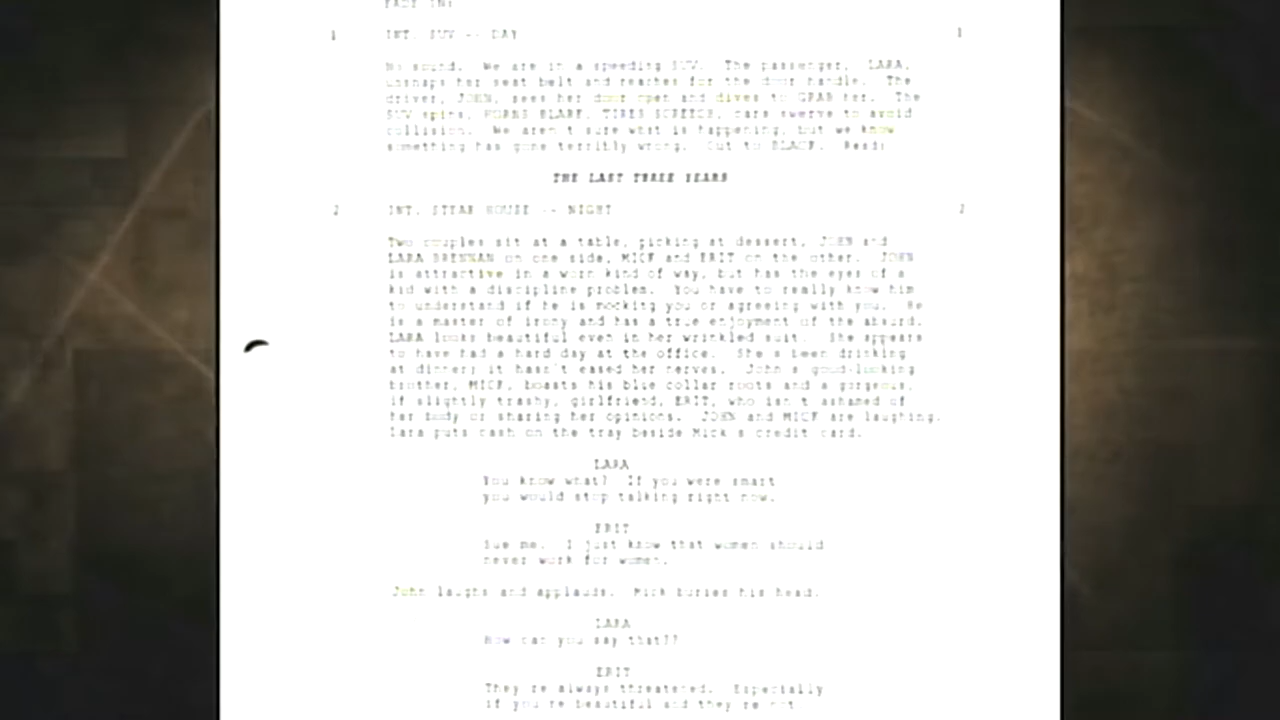 FADE IN:
1 INT. SUV -- DAY 1
No sound. We are in a speeding SUV. The passenger, LARA,
unsnaps her seat belt and reaches for the door handle. The
driver, JOHN, sees her door open and dives to GRAB her. The
SUV spins, HORNS BLARE, TIRES SCREECH, cars swerve to avoid
collision. We aren't sure what is happening, but we know
something has gone terribly wrong. Cut to BLACK. Read:
THE LAST THREE YEARS
2 INT. STEAK HOUSE -- NIGHT 2
Two couples sit at a table, picking at dessert, JOHN and
LARA BRENNAN on one side, MICK and ERIT on the other. JOHN
is attractive in a worn kind of way, but has the eyes of a
kid with a discipline problem. You have to really know him
to understand if he is mocking you or agreeing with you. He
is a master of irony and has a true enjoyment of the absurd.
LARA looks beautiful even in her wrinkled suit. She appears
to have had a hard day at the office. She's been drinking
at dinner; it hasn't eased her nerves. John's good-looking
brother, MICK, boasts his blue collar roots and a gorgeous,
if slightly trashy, girlfriend, ERIT, who isn't ashamed of
her body or sharing her opinions. JOHN and MICK are laughing.
Lara puts cash on the tray beside Mick's credit card.
LARA
You know what? If you were smart
you would stop talking right now.
ERIT
Sue me. I just know that women should
never work for women.
John laughs and applauds. Mick buries his head.
LARA
How can you say that??
ERIT
They're always threatened. Especially
if you're beautiful and they're not